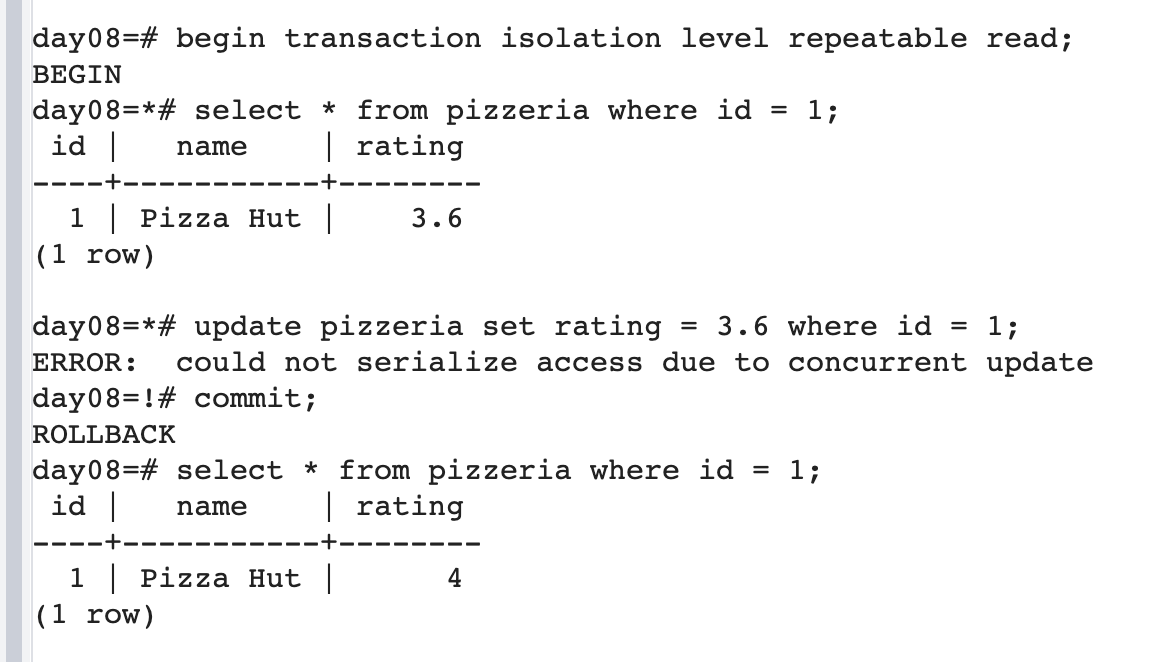 day08=# begin transaction isolation level repeatable read;
BEGIN
day08=*# select * from pizzeria where id = 1;
 id |   name    | rating
----+-----------+--------
  1 | Pizza Hut |    3.6
(1 row)

day08=*# update pizzeria set rating = 3.6 where id = 1;
ERROR:  could not serialize access due to concurrent update
day08=!# commit;
ROLLBACK
day08=# select * from pizzeria where id = 1;
 id |   name    | rating
----+-----------+--------
  1 | Pizza Hut |      4
(1 row)